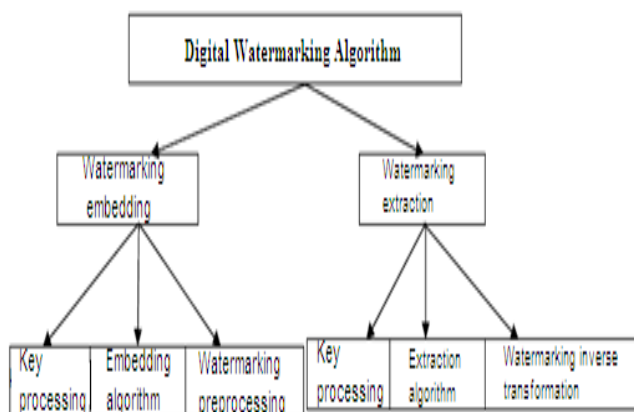 Digital Watermarking Algorithm
Watermarking
embedding
Watermarking
extraction
Key
processing
Embedding
algorithm
Watermarking
preprocessing
Key
processing
Extraction
algorithm
Watermarking inverse
transformation